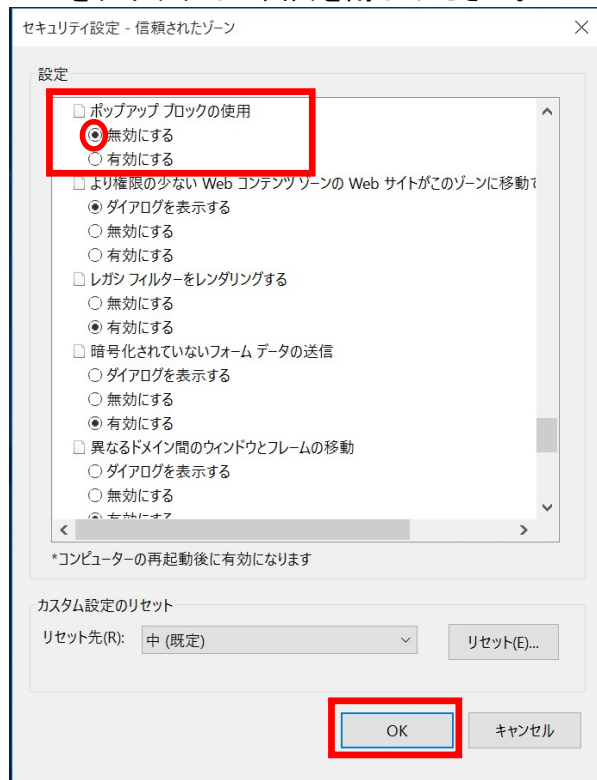 セキュリティ設定 - 信頼されたゾーン
設定
ポップアップ ブロックの使用
無効にする
有効にする
より権限の少ない Web コンテンツ ゾーンの Web サイトがこのゾーンに移動で
ダイアログを表示する
無効にする
有効にする
レガシ フィルターをレンダリングする
無効にする
有効にする
暗号化されていないフォーム データの送信
ダイアログを表示する
無効にする
有効にする
異なるドメイン間のウィンドウとフレームの移動
ダイアログを表示する
無効にする
*コンピューターの再起動後に有効になります
カスタム設定のリセット
リセット先(R):
中 (既定)
リセット(E)...
OK
キャンセル